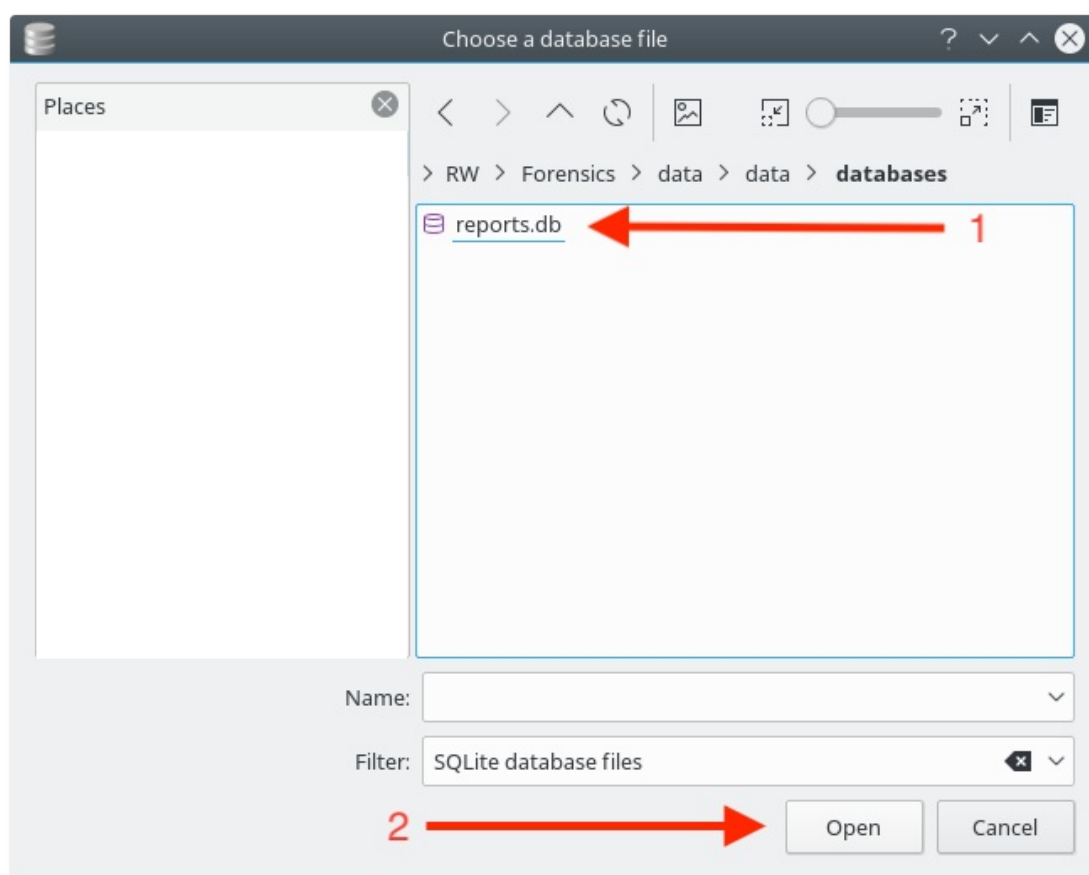 Choose a database file
Places
> RW > Forensics > data > data > databases
reports.db 1
Name:
Filter: SQLite database files
2 Open Cancel